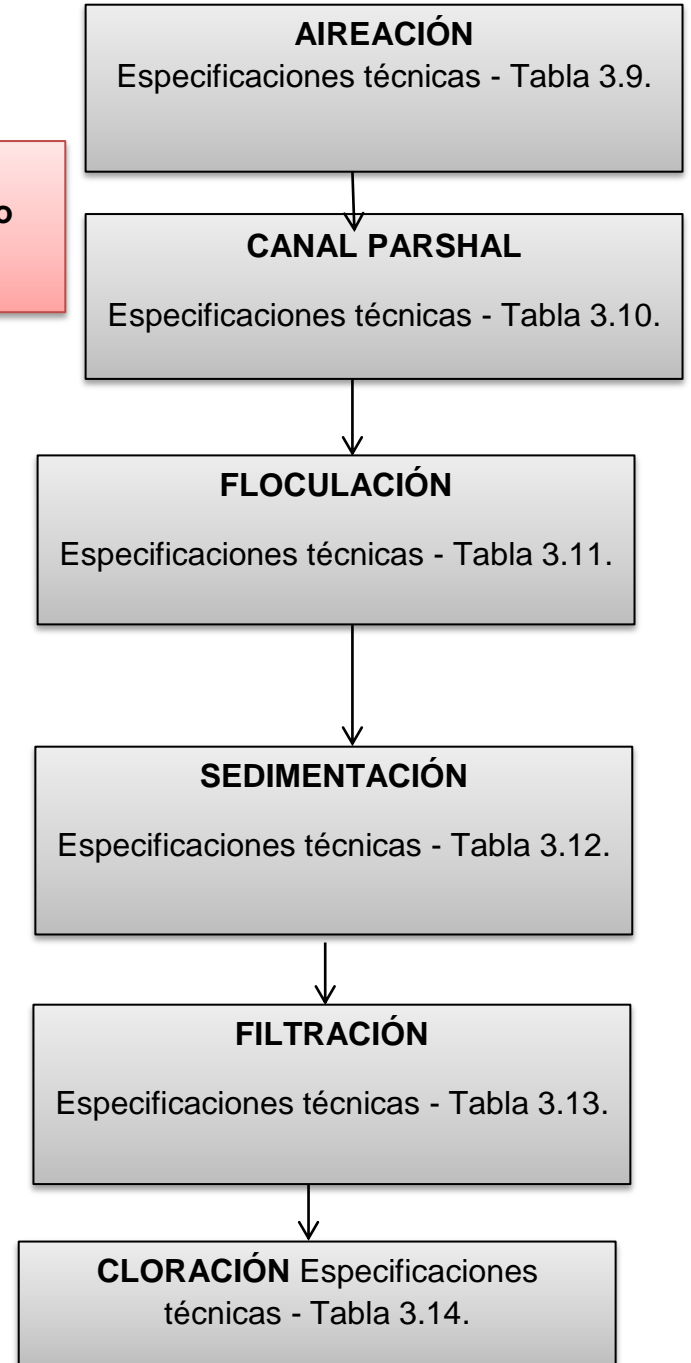 AIREACIÓN
Especificaciones técnicas - Tabla 3.9.
o
CANAL PARSHAL
Especificaciones técnicas - Tabla 3.10.
FLOCULACIÓN
Especificaciones técnicas - Tabla 3.11.
SEDIMENTACIÓN
Especificaciones técnicas - Tabla 3.12.
FILTRACIÓN
Especificaciones técnicas - Tabla 3.13.
CLORACIÓN Especificaciones
técnicas - Tabla 3.14.